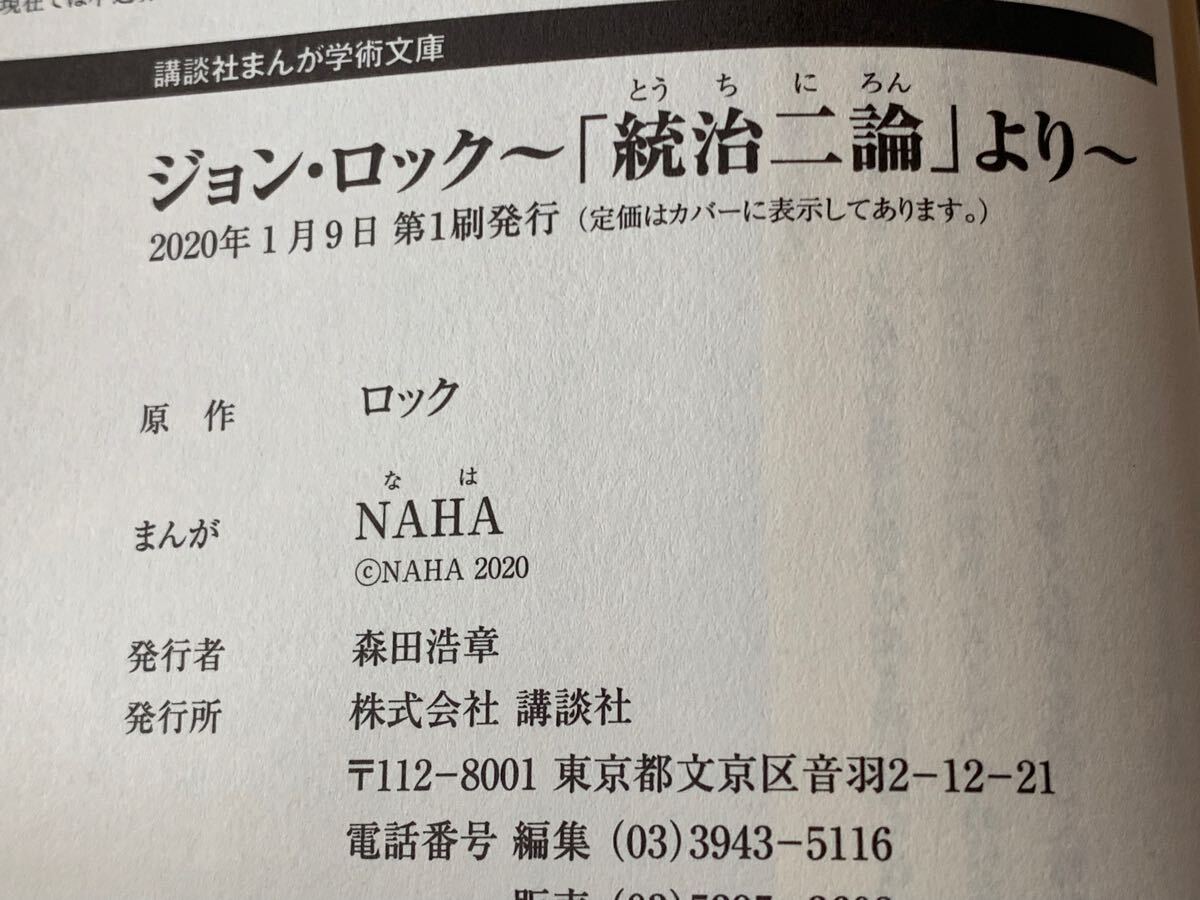 講談社まんが学術文庫
とうちにろん
ジョン・ロック～「統治二論」より～
2020年1月9日 第1刷発行（定価はカバーに表示してあります。）
原作 ロック
なは
まんが NAHA
©NAHA 2020
発行者 森田浩章
発行所 株式会社 講談社
〒112-8001 東京都文京区音羽2-12-21
電話番号 編集 (03)3943-5116